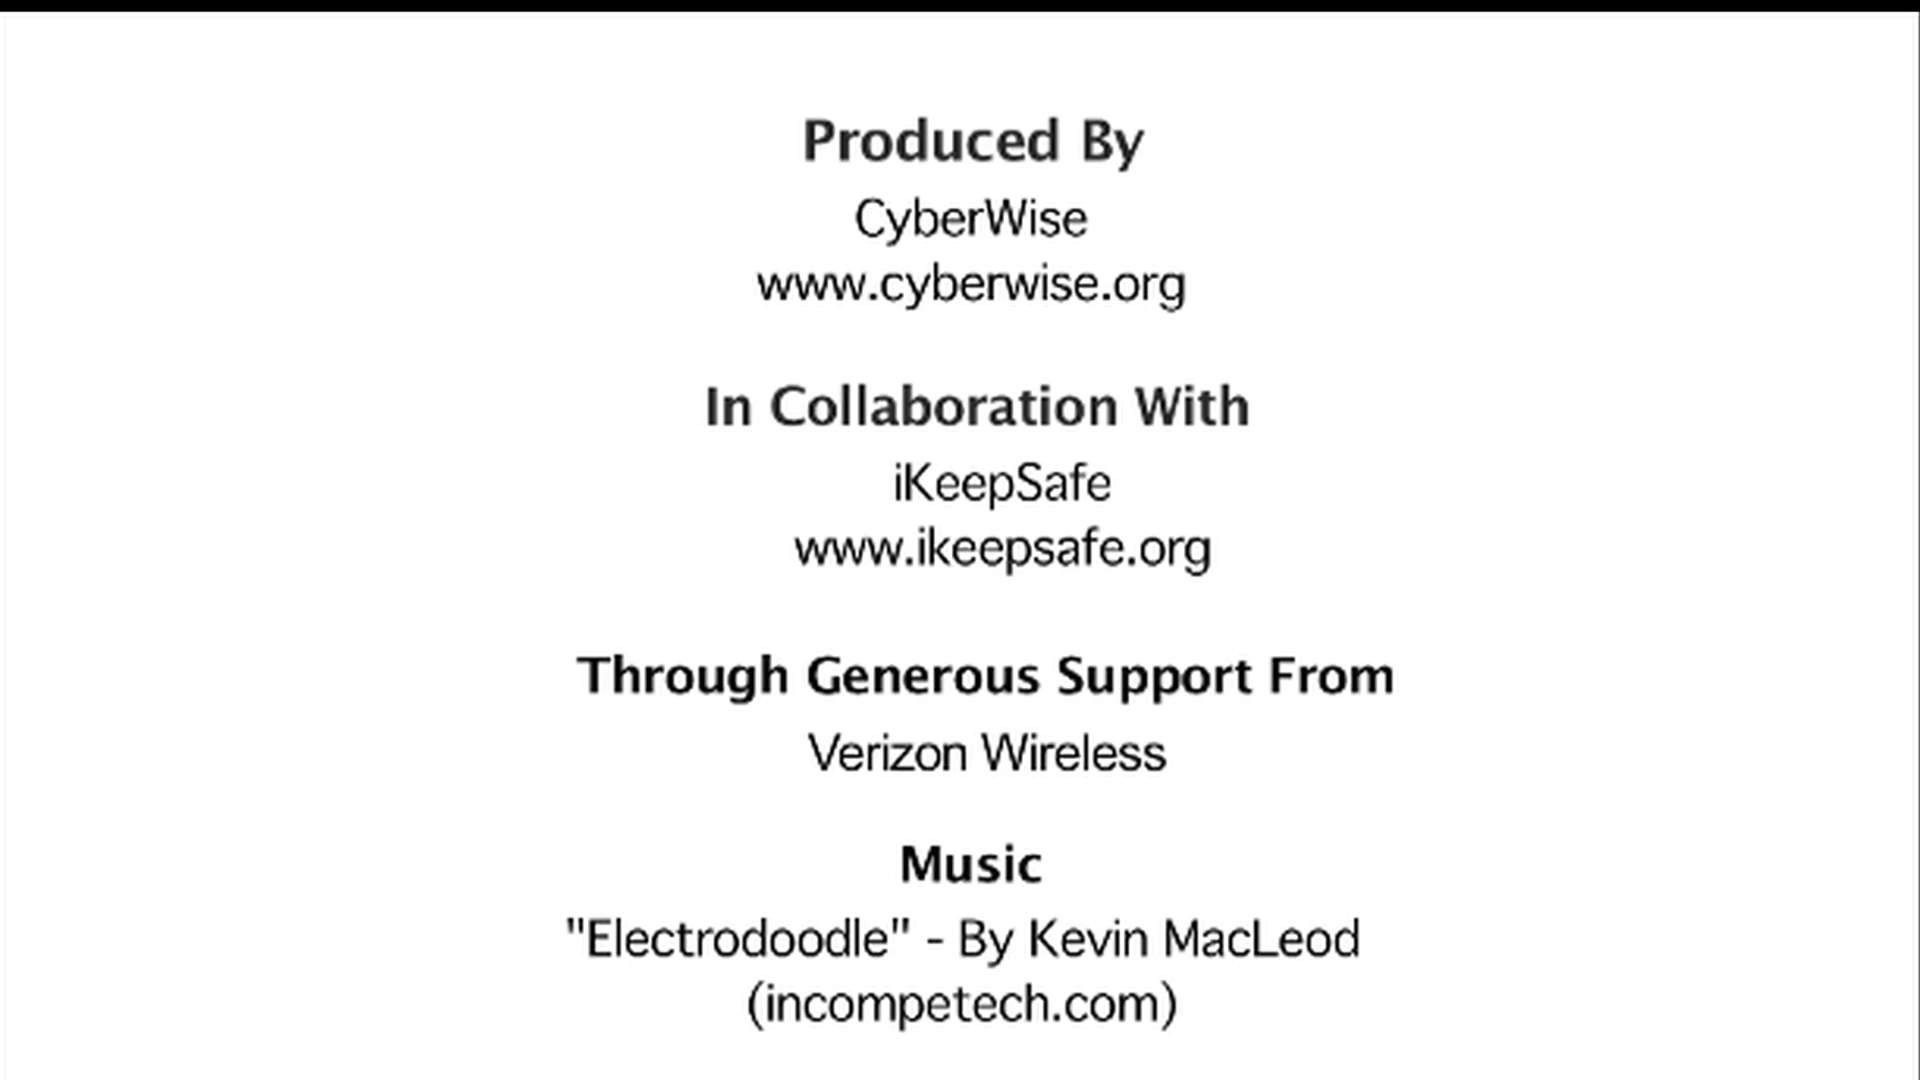 Produced By
CyberWise
www.cyberwise.org
In Collaboration With
iKeepSafe
www.ikeepsafe.org
Through Generous Support From
Verizon Wireless
Music
"Electrodoodle" - By Kevin MacLeod
(incompetech.com)